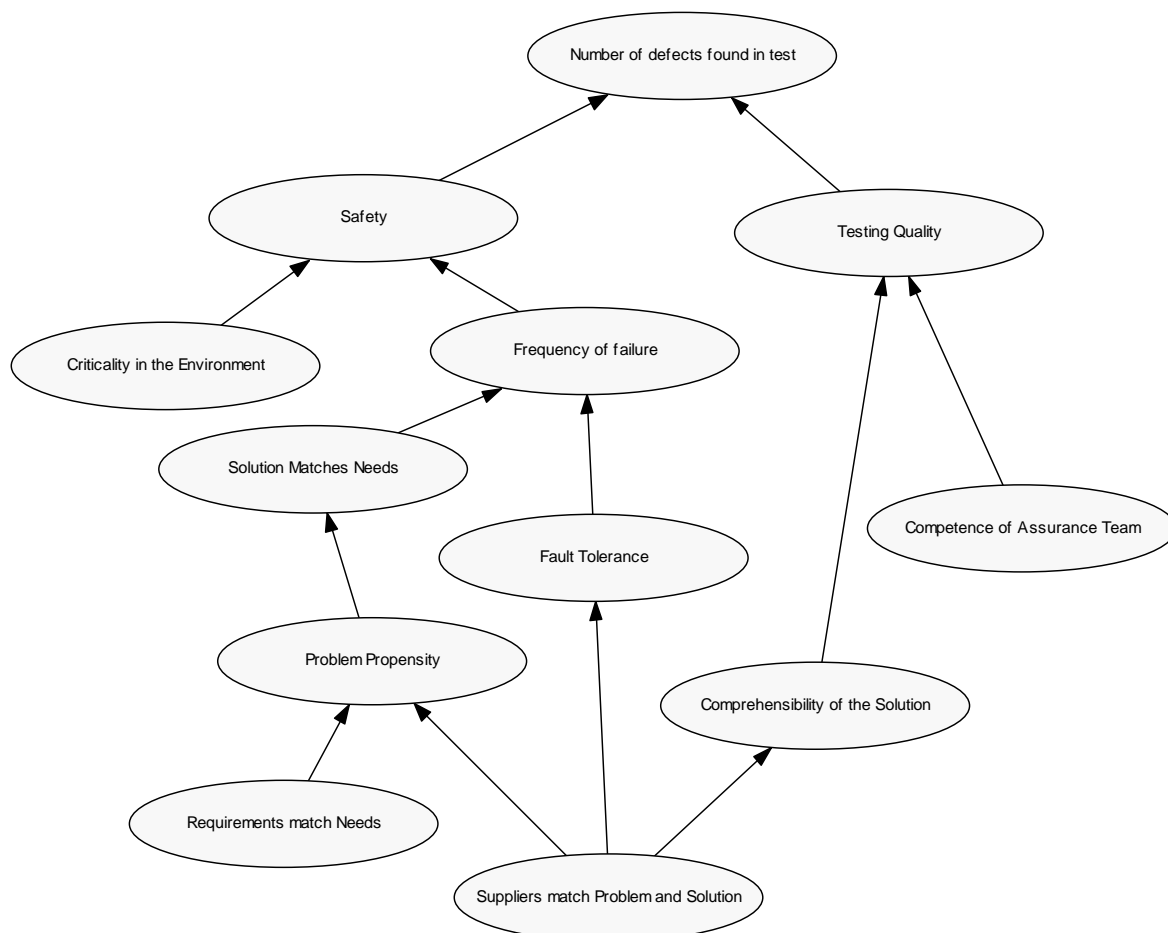 Number of defects found in test
Safety
Testing Quality
Criticality in the Environment
Frequency of failure
Solution Matches Needs
Competence of Assurance Team
Fault Tolerance
Problem Propensity
Comprehensibility of the Solution
Requirements match Needs
Suppliers match Problem and Solution